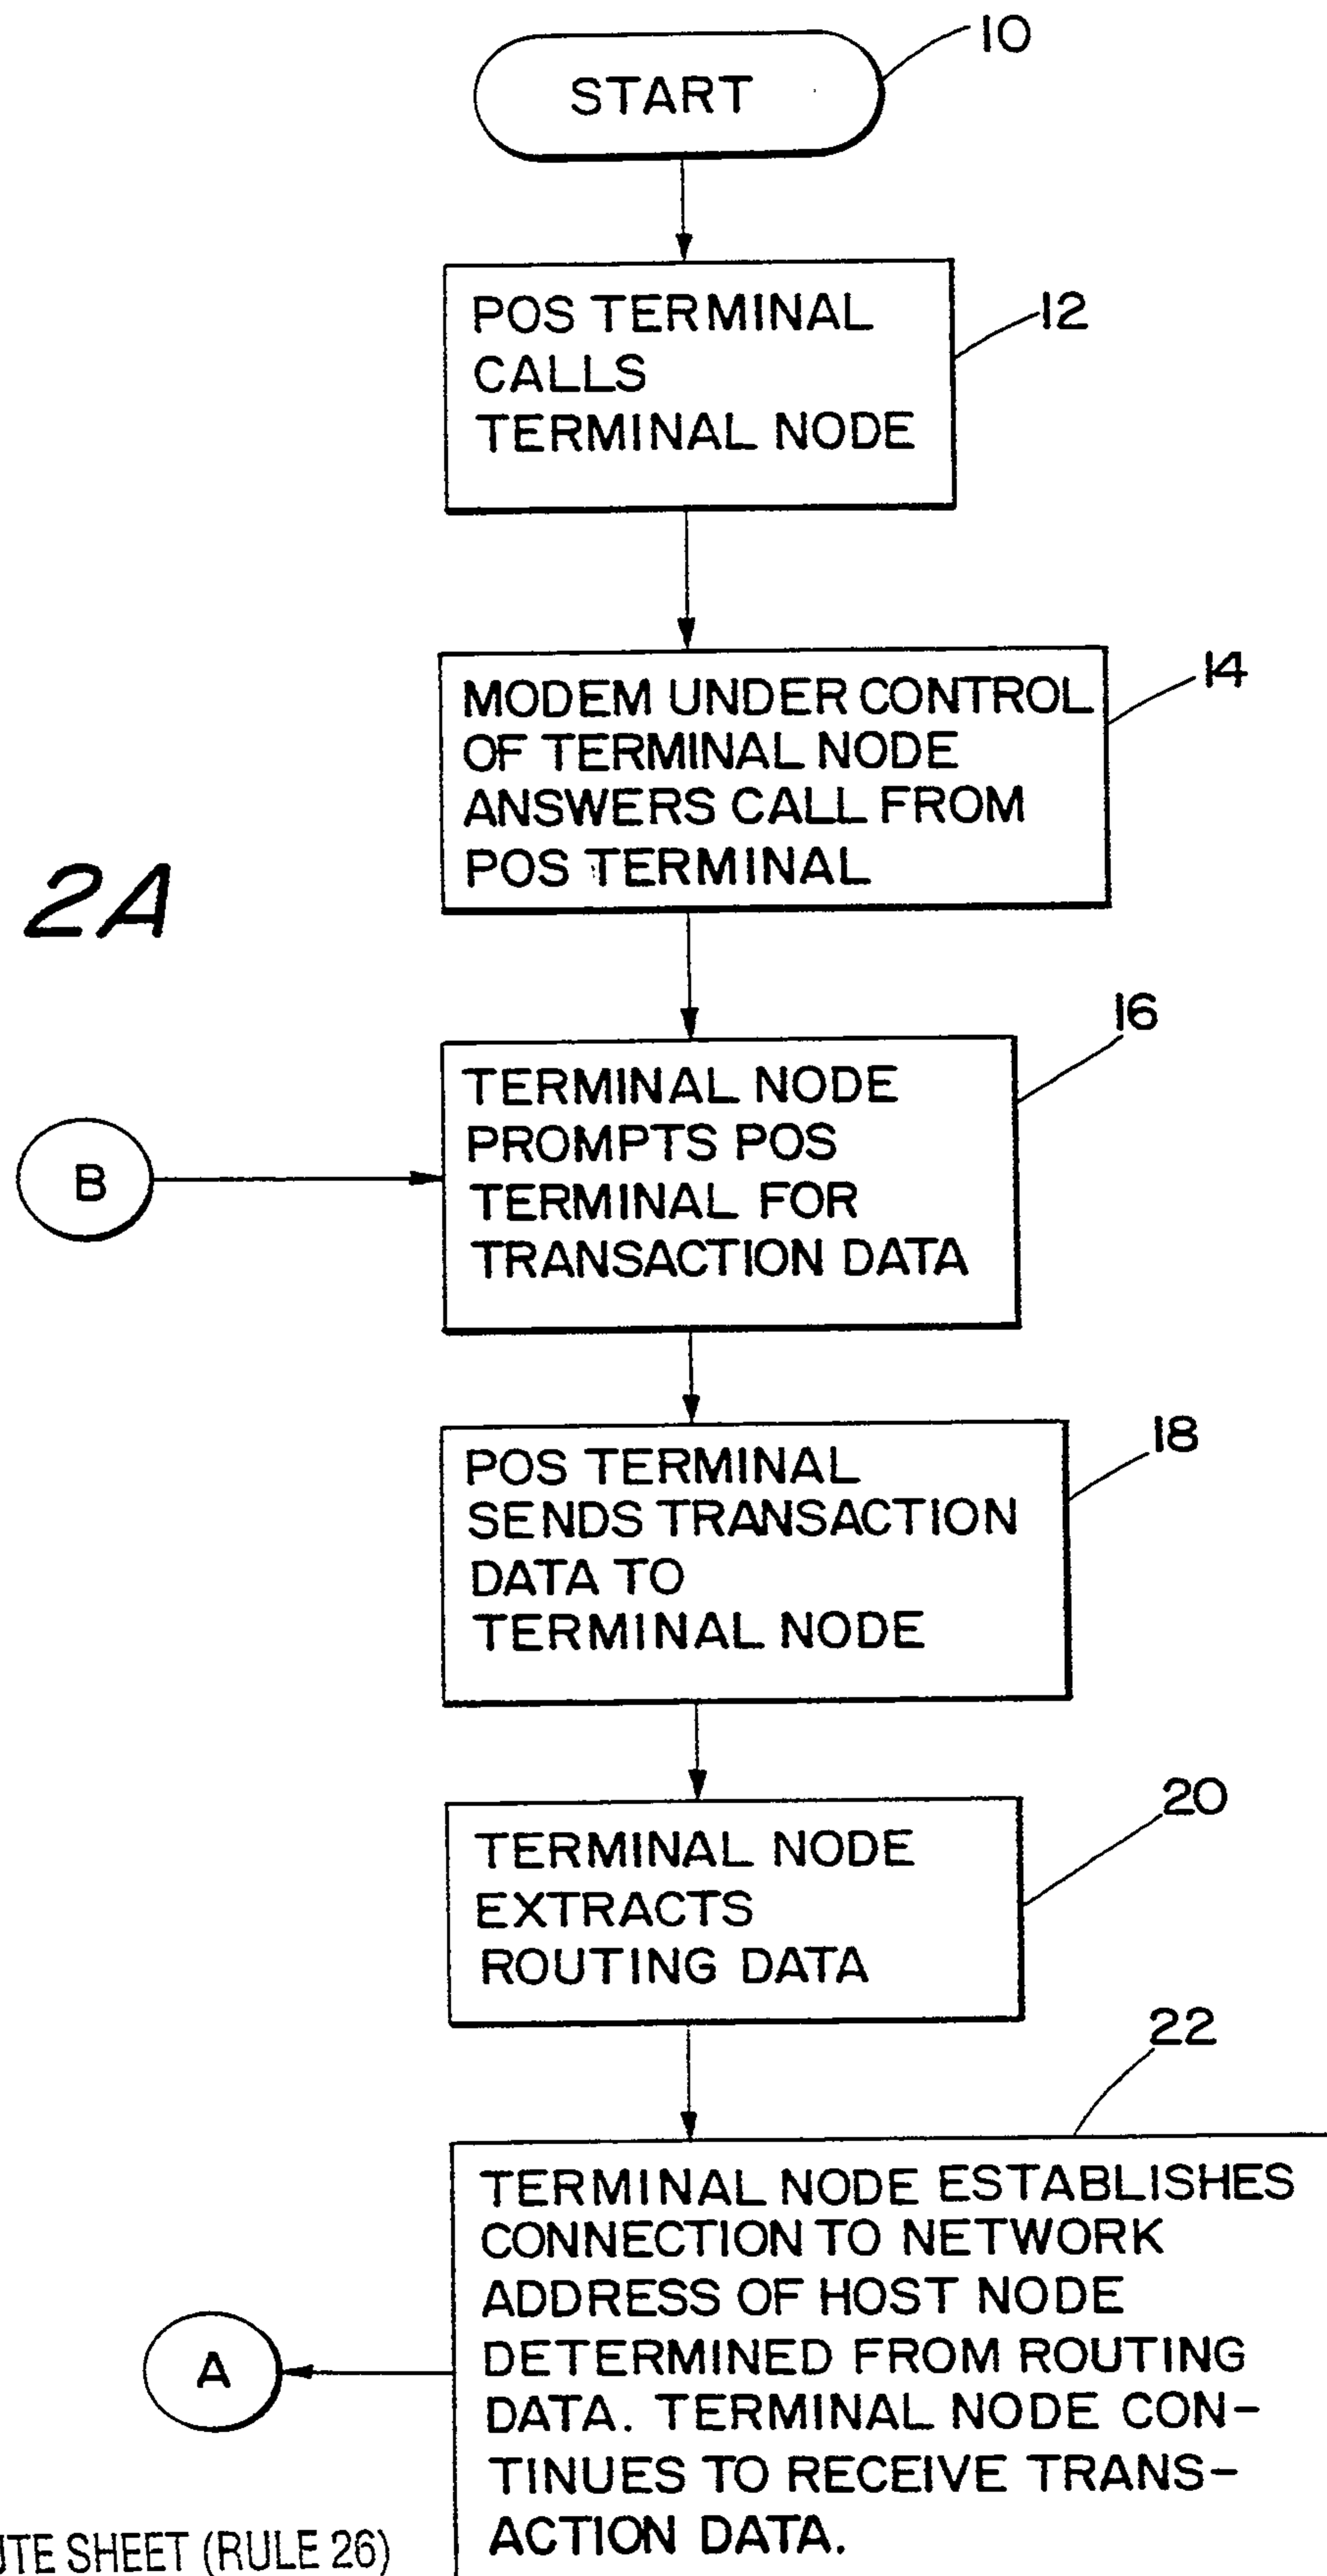 10
START
12
POS TERMINAL
CALLS
TERMINAL NODE
14
MODEM UNDER CONTROL
OF TERMINAL NODE
ANSWERS CALL FROM
POS TERMINAL
2A
16
TERMINAL NODE
PROMPTS POS
TERMINAL FOR
TRANSACTION DATA
B
18
POS TERMINAL
SENDS TRANSACTION
DATA TO
TERMINAL NODE
20
TERMINAL NODE
EXTRACTS
ROUTING DATA
22
TERMINAL NODE ESTABLISHES
CONNECTION TO NETWORK
ADDRESS OF HOST NODE
DETERMINED FROM ROUTING
DATA. TERMINAL NODE CON-
TINUES TO RECEIVE TRANS-
ACTION DATA.
A
UTE SHEET (RULE 26)